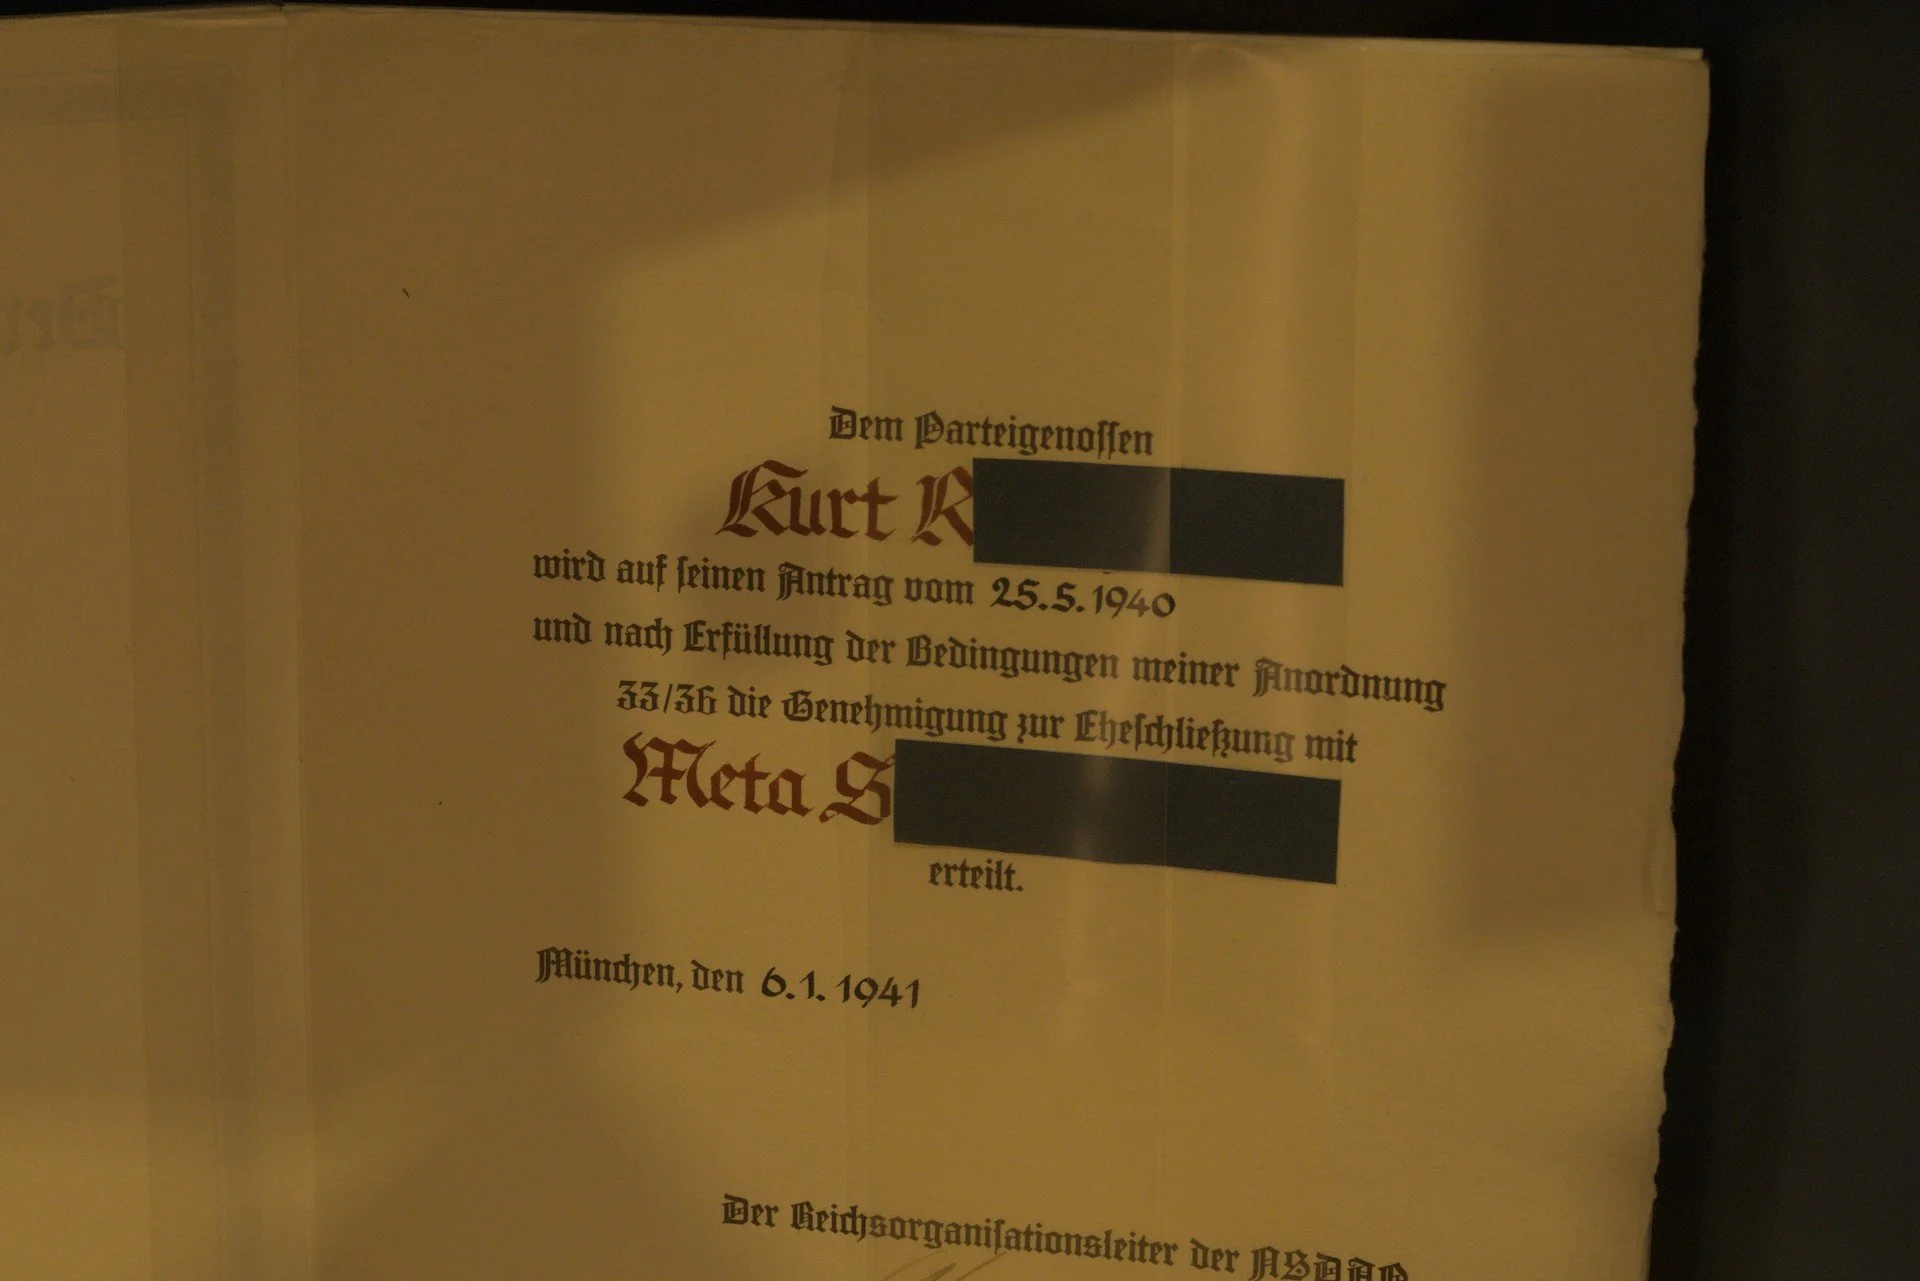 Dem Parteigenoſſen
Kurt R
wird auf ſeinen Antrag vom 25.5.1940
und nach Erfüllung der Bedingungen meiner Anordnung
33/36 die Genehmigung zur Eheſchließung mit
Meta S
erteilt.
München, den 6.1.1941
Der Reichsorganiſationsleiter der NSDAP